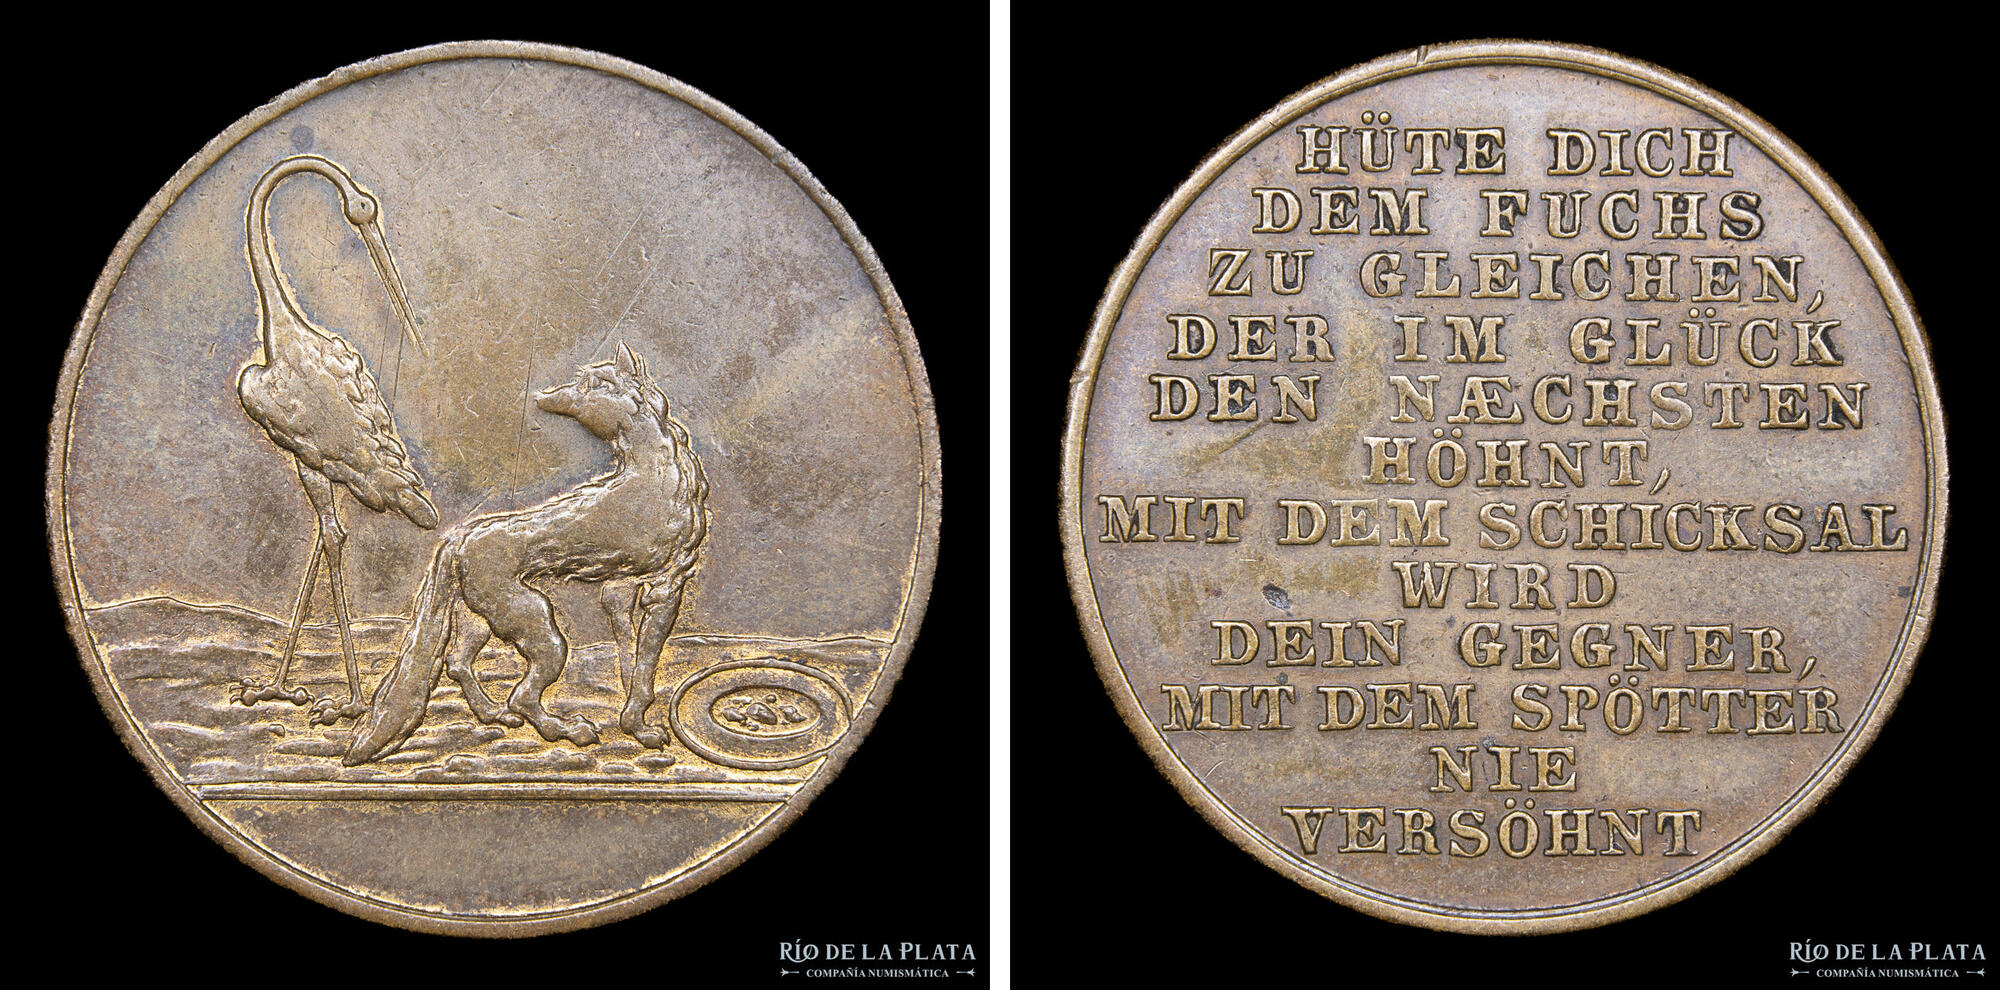 HÜTE DICH
DEM FUCHS
ZU GLEICHEN,
DER IM GLÜCK
DEN NÆCHSTEN
HÖHNT,
MIT DEM SCHICKSAL
WIRD
DEIN GEGNER,
MIT DEM SPÖTTER
NIE
VERSÖHNT
RÍO DE LA PLATA
COMPAÑÍA NUMISMÁTICA
RÍO DE LA PLATA
COMPAÑÍA NUMISMÁTICA